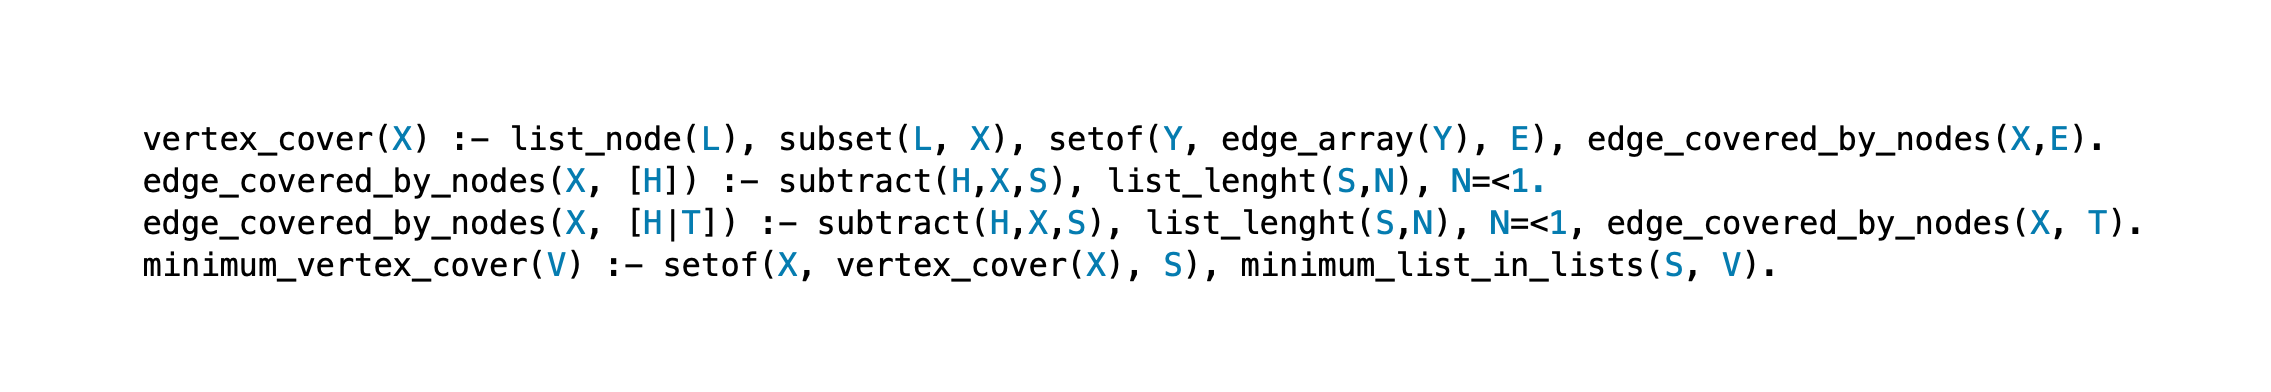 vertex_cover(X) :- list_node(L), subset(L, X), setof(Y, edge_array(Y), E), edge_covered_by_nodes(X,E).
edge_covered_by_nodes(X, [H]) :- subtract(H,X,S), list_lenght(S,N), N=<1.
edge_covered_by_nodes(X, [H|T]) :- subtract(H,X,S), list_lenght(S,N), N=<1, edge_covered_by_nodes(X, T).
minimum_vertex_cover(V) :- setof(X, vertex_cover(X), S), minimum_list_in_lists(S, V).